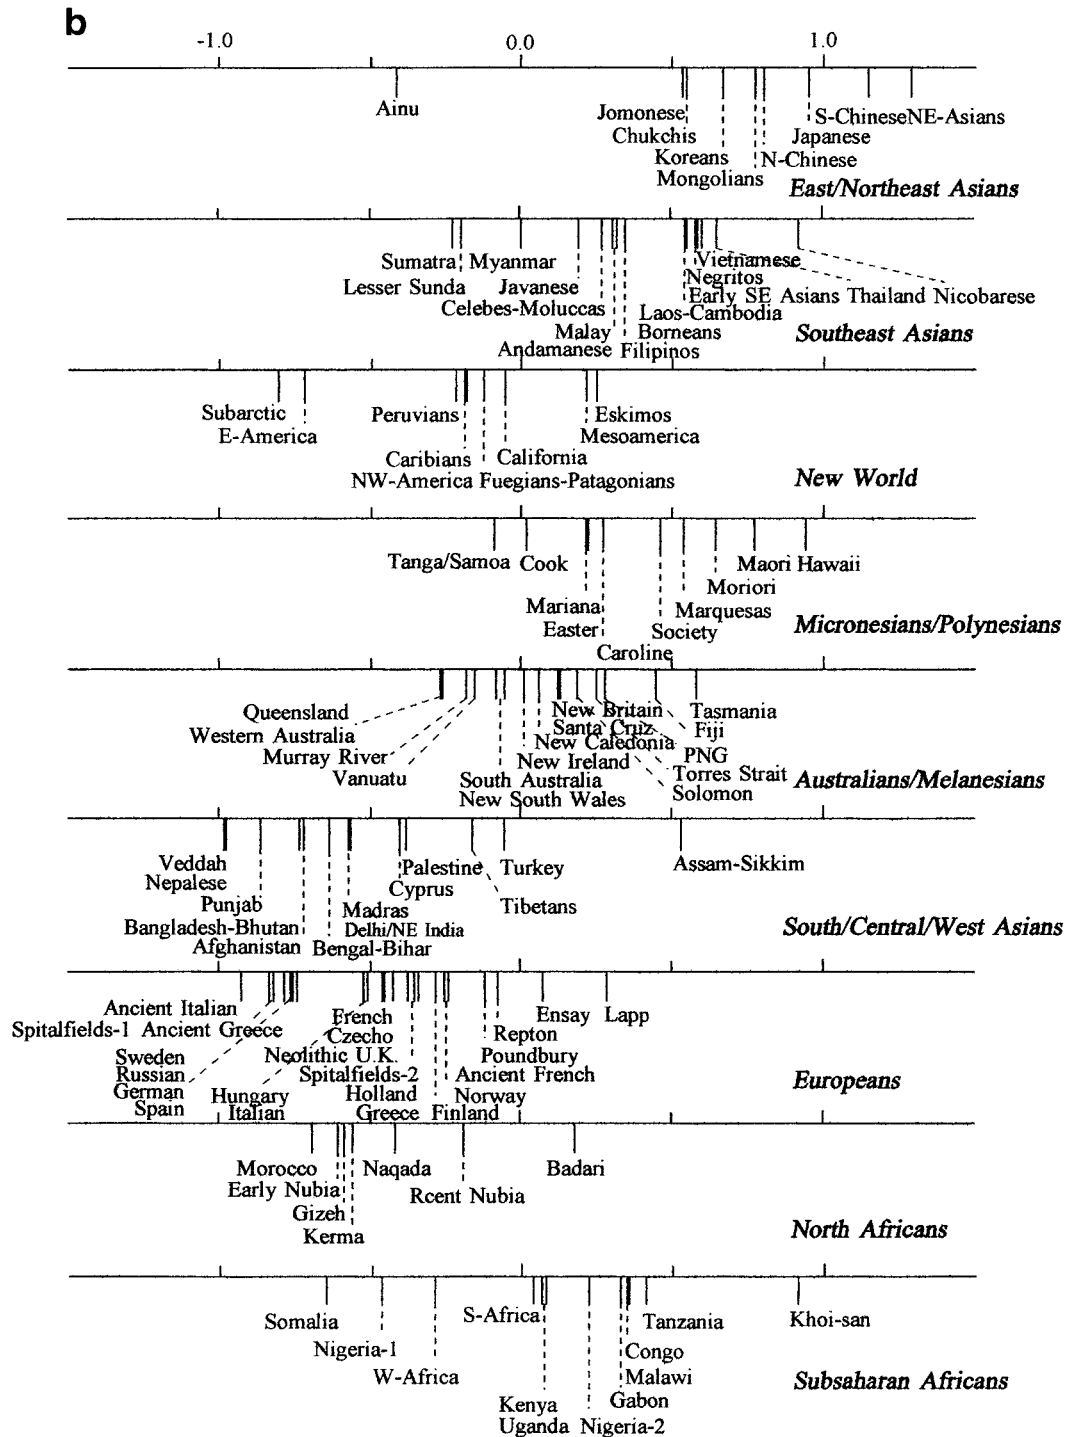 b
-1.0 0.0 1.0
Ainu
Jomonese S-Chinese NE-Asians
Chukchis Japanese
Koreans N-Chinese
Mongolians
East/Northeast Asians
Sumatra Myanmar Vietnamese
Negritos
Lesser Sunda Javanese Early SE Asians Thailand Nicobarese
Celebes-Moluccas Laos-Cambodia
Malay Borneans Southeast Asians
Andamanese Filipinos
Subarctic Peruvians Eskimos
E-America Mesoamerica
Caribians California
NW-America Fuegians-Patagonians New World
Tanga/Samoa Cook Maori Hawaii
Moriori
Mariana Marquesas
Easter Society Micronesians/Polynesians
Caroline
Queensland New Britain Tasmania
Western Australia Santa Cruz Fiji
New Caledonia
Murray River New Ireland PNG
Vanuatu South Australia Torres Strait Australians/Melanesians
New South Wales Solomon
Veddah Palestine Turkey Assam-Sikkim
Nepalese Cyprus
Punjab Madras Tibetans
Bangladesh-Bhutan Delhi/NE India South/Central/West Asians
Afghanistan Bengal-Bihar
Ancient Italian French Ensay Lapp
Spitalfields-1 Ancient Greece Czecho Repton
Sweden Neolithic U.K. Poundbury
Russian Spitalfields-2 Ancient French
German Hungary Holland Norway Europeans
Spain Italian Greece Finland
Morocco Naqada Badari
Early Nubia Rcent Nubia
Gizeh
Kerma North Africans
Somalia S-Africa Tanzania Khoi-san
Nigeria-1 Congo
W-Africa Malawi Subsaharan Africans
Kenya Gabon
Uganda Nigeria-2